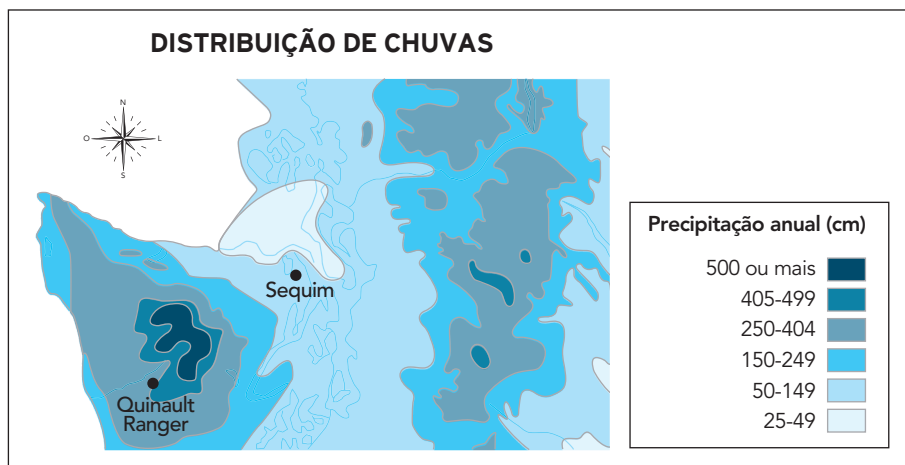 DISTRIBUIÇÃO DE CHUVAS
N
O
L
S
Sequim
Quinault
Ranger
Precipitação anual (cm)
500 ou mais
405-499
250-404
150-249
50-149
25-49